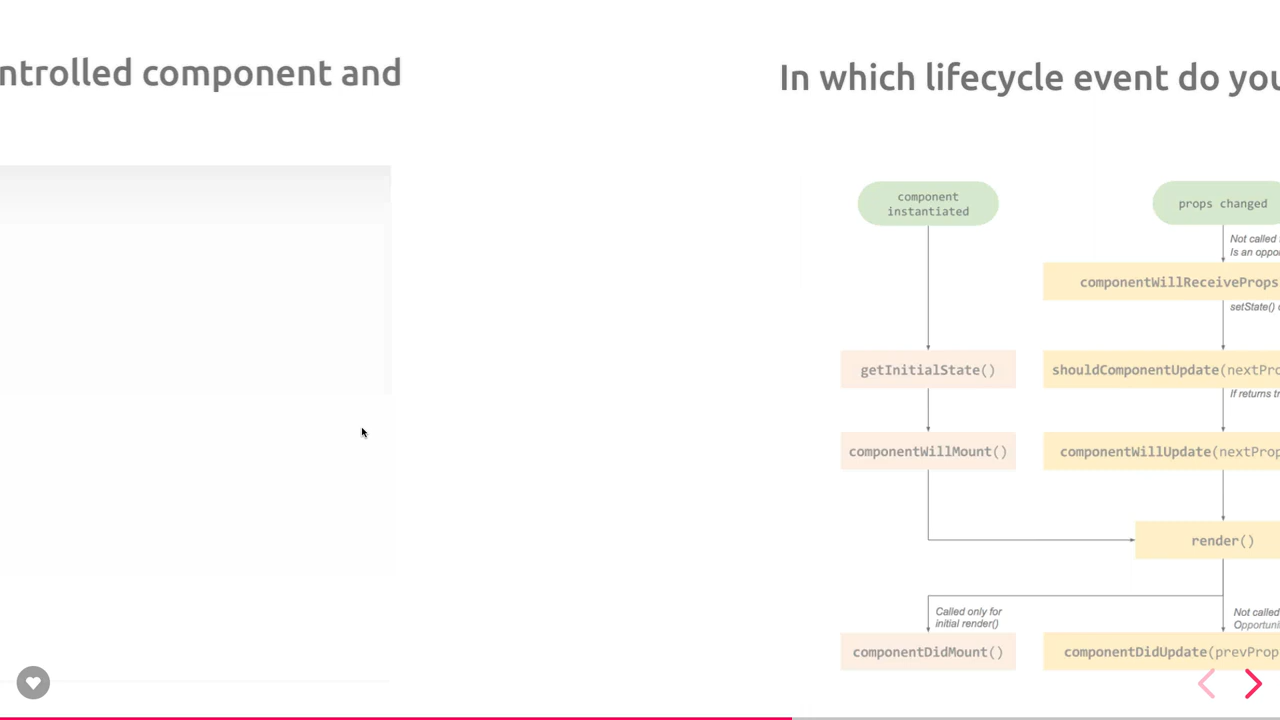 ntrolled component and
In which lifecycle event do you
component
instantiated
props changed
Not called
Is an oppo
componentWillReceiveProps
setState()
getInitialState()
shouldComponentUpdate(nextPro
If returns tr
componentWillMount()
componentWillUpdate(nextProp
render()
Called only for
initial render()
Not called
Opportuni
componentDidMount()
componentDidUpdate(prevProp